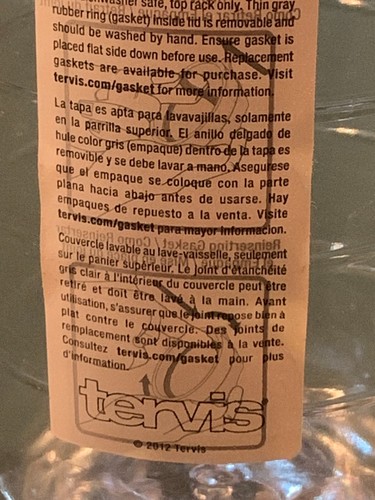 safe, top rack only. Thin gray
rubber ring (gasket) inside lid is removable and
should be washed by hand. Ensure gasket is
placed flat side down before use. Replacement
gaskets are available for purchase. Visit
tervis.com/gasket for more information.
La tapa es apta para lavavajillas, solamente
en la parrilla superior. El anillo delgado de
hule color gris (empaque) dentro de la tapa es
removible y se debe lavar a mano. Asegurese
que el empaque se coloque con la parte
plana hacia abajo antes de usarse. Hay
empaques de repuesto a la venta. Visite
tervis.com/gasket para mayor informacion.
Reinserting Gasket / Como Reinsertar
Couvercle lavable au lave-vaisselle, seulement
sur le panier supérieur. Le joint d'étanchéité
gris clair à l'intérieur du couvercle peut être
retiré et doit être lavé à la main. Avant
utilisation, s'assurer que le joint repose bien à
plat contre le couvercle. Des joints de
remplacement sont disponibles à la vente.
Consultez tervis.com/gasket pour plus
d'information.
tervis
© 2012 Tervis